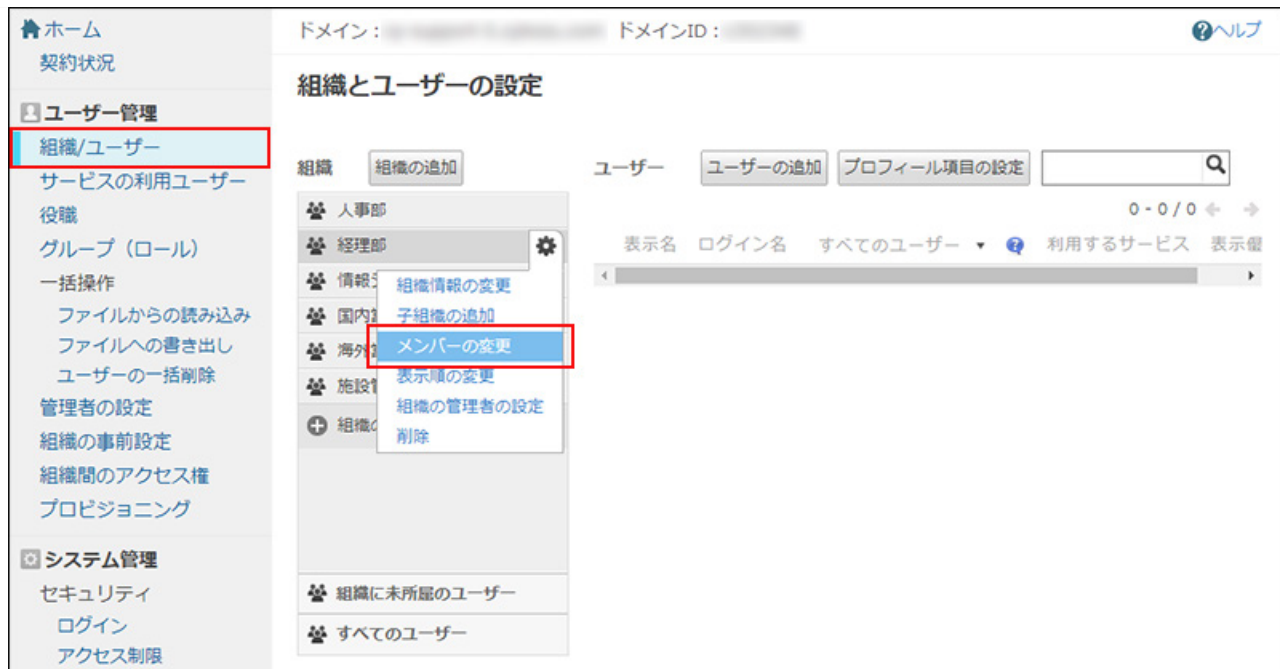 ホーム
契約状況
ユーザー管理
組織/ユーザー
サービスの利用ユーザー
役職
グループ（ロール）
一括操作
ファイルからの読み込み
ファイルへの書き出し
ユーザーの一括削除
管理者の設定
組織の事前設定
組織間のアクセス権
プロビジョニング
システム管理
セキュリティ
ログイン
アクセス制限
ドメイン： ドメインID：
ヘルプ
組織とユーザーの設定
組織 組織の追加
人事部
経理部
情報
国内
海外
施設
組織の
組織情報の変更
子組織の追加
メンバーの変更
表示順の変更
組織の管理者の設定
削除
組織に未所属のユーザー
すべてのユーザー
ユーザー ユーザーの追加 プロフィール項目の設定
0 - 0 / 0
表示名 ログイン名 すべてのユーザー 利用するサービス 表示優